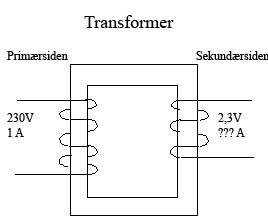 Transformer
Primærsiden
Sekundærsiden
230V
1 A
2,3V
??? A